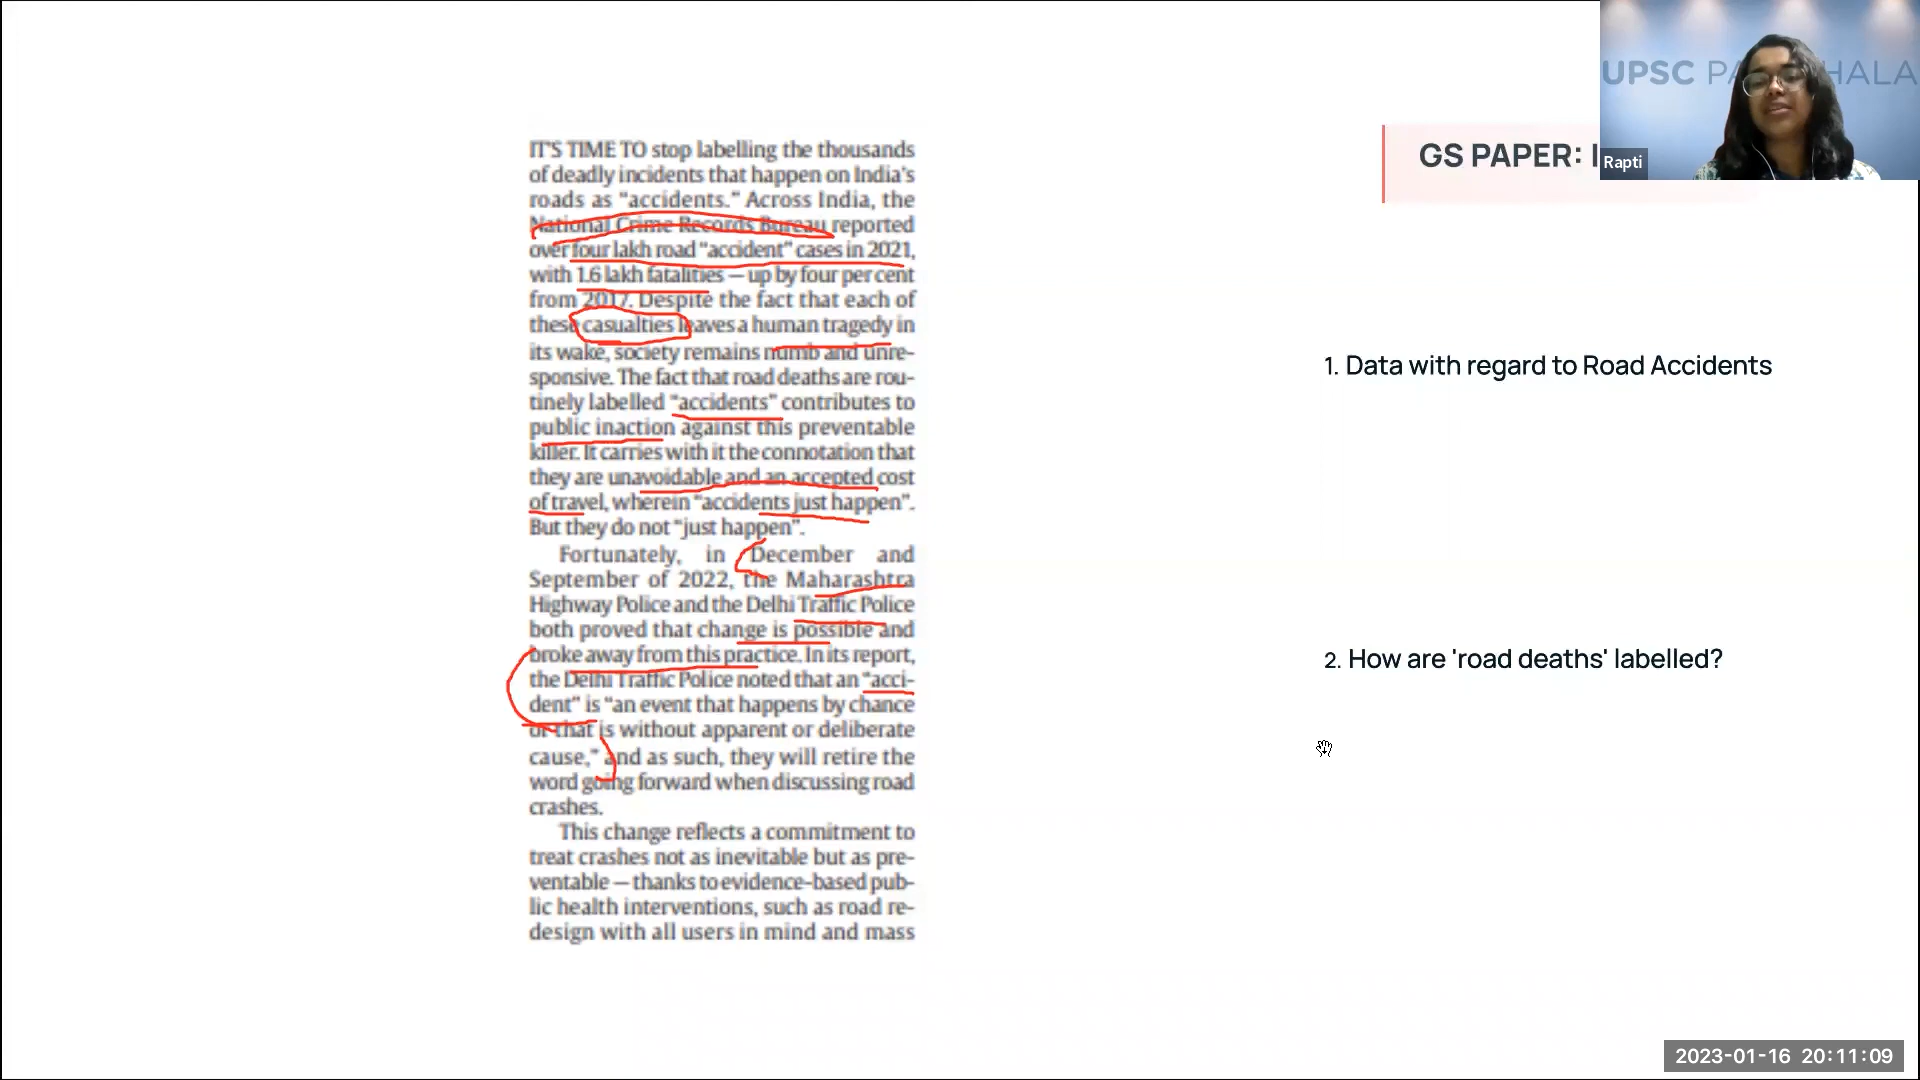 IT'S TIME TO stop labelling the thousands
of deadly incidents that happen on India's
roads as "accidents." Across India, the
National Crime Records Bureau reported
over four lakh road "accident" cases in 2021,
with 1.6 lakh fatalities — up by four per cent
from 2017. Despite the fact that each of
these casualties leaves a human tragedy in
its wake, society remains numb and unre-
sponsive. The fact that road deaths are rou-
tinely labelled "accidents" contributes to
public inaction against this preventable
killer. It carries with it the connotation that
they are unavoidable and an accepted cost
of travel, wherein "accidents just happen".
But they do not "just happen".
Fortunately, in December and
September of 2022, the Maharashtra
Highway Police and the Delhi Traffic Police
both proved that change is possible and
broke away from this practice. In its report,
the Delhi Traffic Police noted that an "acci-
dent" is "an event that happens by chance
or that is without apparent or deliberate
cause," and as such, they will retire the
word going forward when discussing road
crashes.
This change reflects a commitment to
treat crashes not as inevitable but as pre-
ventable — thanks to evidence-based pub-
lic health interventions, such as road re-
design with all users in mind and mass
GS PAPER:
UPSC
Rapti
1. Data with regard to Road Accidents
2. How are 'road deaths' labelled?
2023-01-16 20:11:09